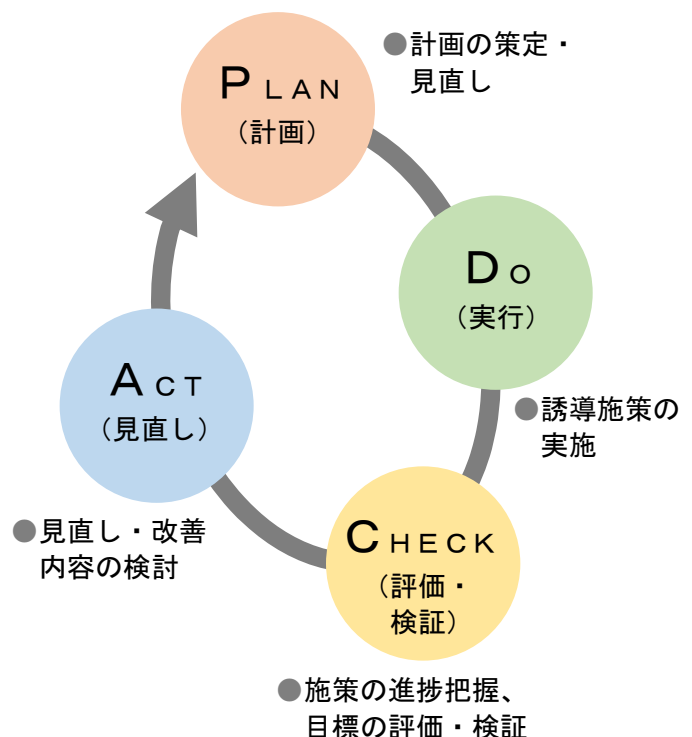 ●計画の策定・
見直し
PLAN
(計画)
DO
(実行)
●誘導施策の
実施
CHECK
(評価・
検証)
●施策の進捗把握、
目標の評価・検証
ACT
(見直し)
●見直し・改善
内容の検討